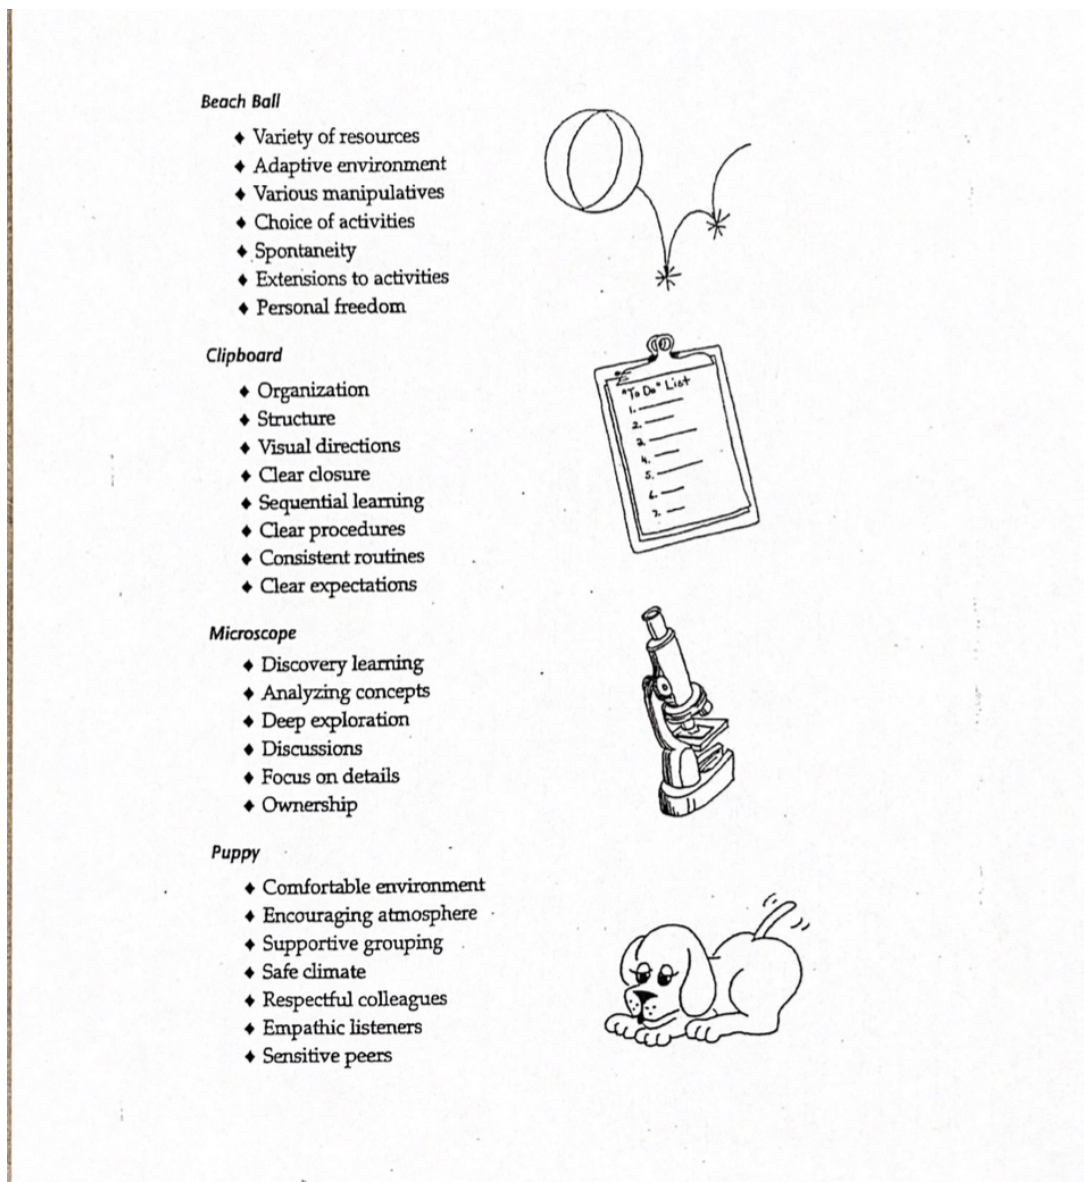 Beach Ball
♦ Variety of resources
♦ Adaptive environment
♦ Various manipulatives
♦ Choice of activities
♦ Spontaneity
♦ Extensions to activities
♦ Personal freedom
Clipboard
♦ Organization
♦ Structure
♦ Visual directions
♦ Clear closure
♦ Sequential learning
♦ Clear procedures
♦ Consistent routines
♦ Clear expectations
"To Do" List
1.
2.
3.
4.
5.
6.
7.
Microscope
♦ Discovery learning
♦ Analyzing concepts
♦ Deep exploration
♦ Discussions
♦ Focus on details
♦ Ownership
Puppy
♦ Comfortable environment
♦ Encouraging atmosphere
♦ Supportive grouping
♦ Safe climate
♦ Respectful colleagues
♦ Empathic listeners
♦ Sensitive peers